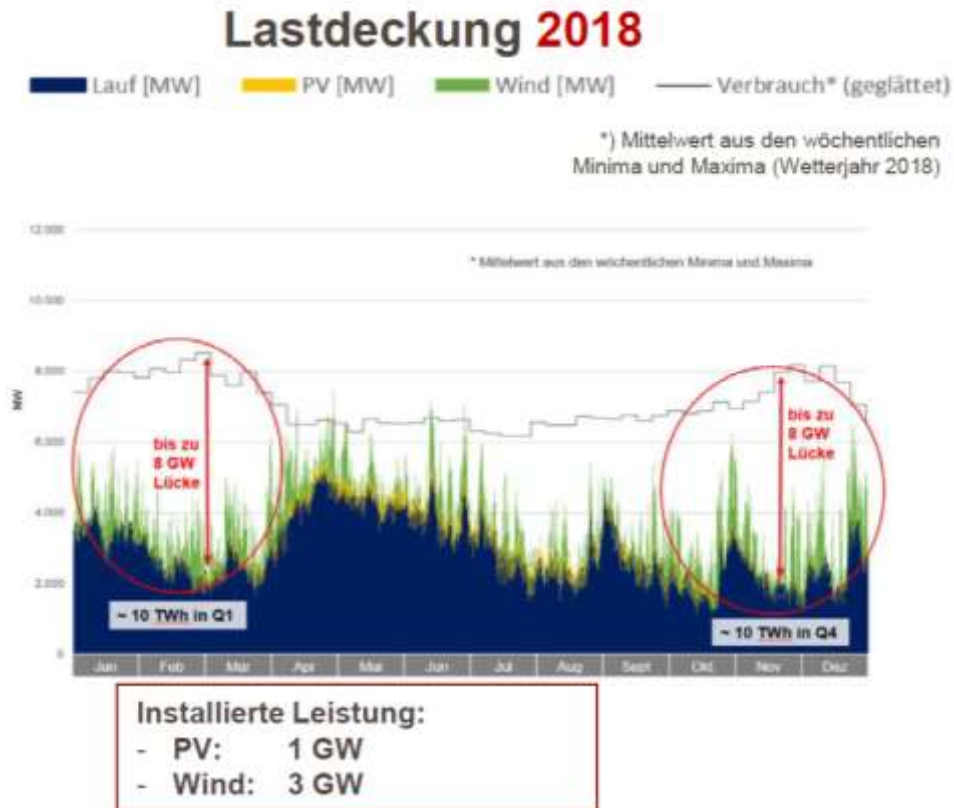 Lastdeckung 2018
Lauf [MW] PV [MW] Wind [MW] Verbrauch* (geglättet)
*) Mittelwert aus den wöchentlichen
Minima und Maxima (Wetterjahr 2018)
12.000
* Mittelwert aus den wöchentlichen Minima und Maxima
10.000
8.000
MW
6.000
bis zu
8 GW
Lücke
bis zu
8 GW
Lücke
4.000
2.000
~ 10 TWh in Q1
~ 10 TWh in Q4
0
Jan Feb Mar Apr Mai Jun Jul Aug Sept Okt Nov Dez
Installierte Leistung:
- PV: 1 GW
- Wind: 3 GW